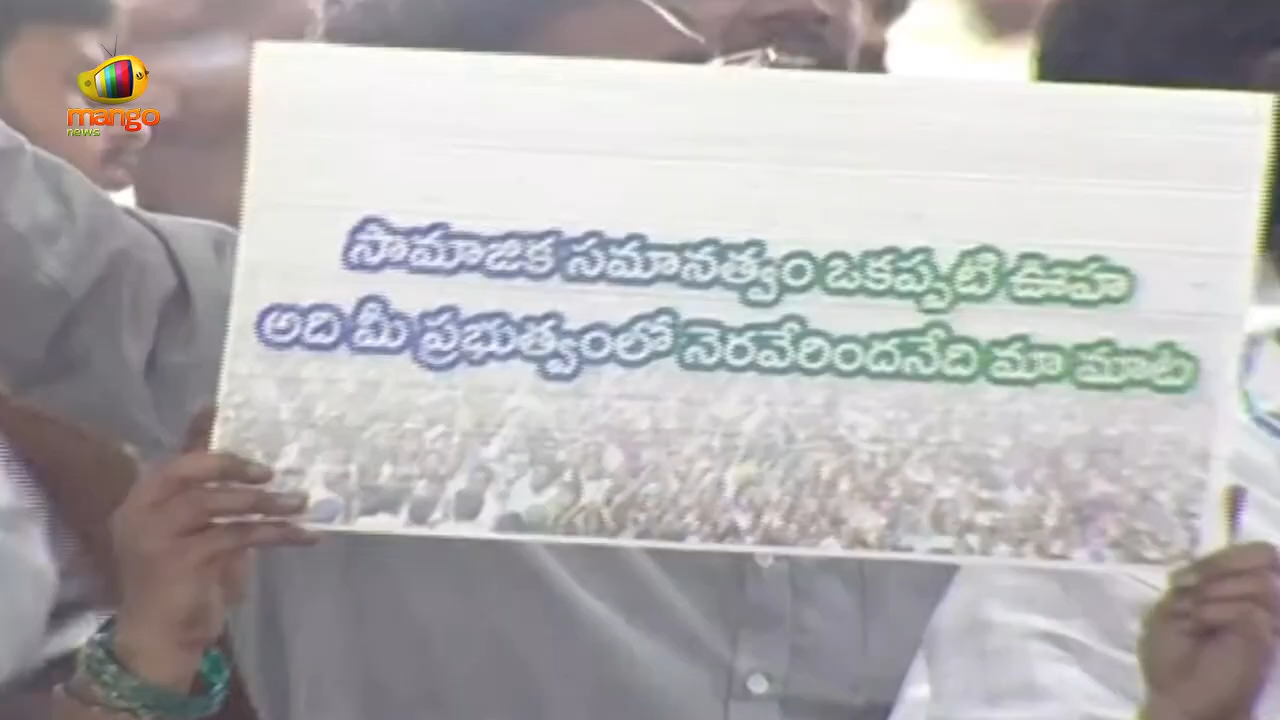 mango
news
సామాజిక సమానత్వం ఒకప్పటి ఊహ
అది మీ ప్రభుత్వంలో నెరవేరిందనేది మా మాట